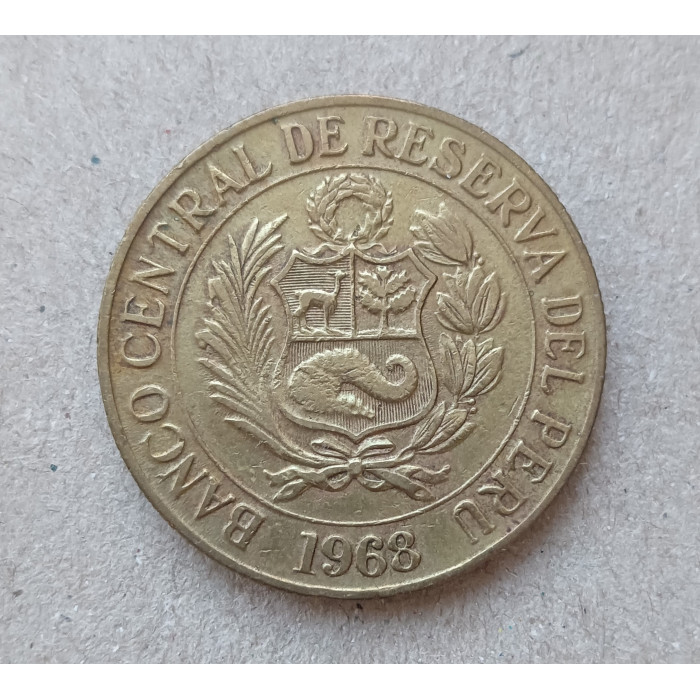 BANCO CENTRAL DE RESERVA DEL PERU
1968